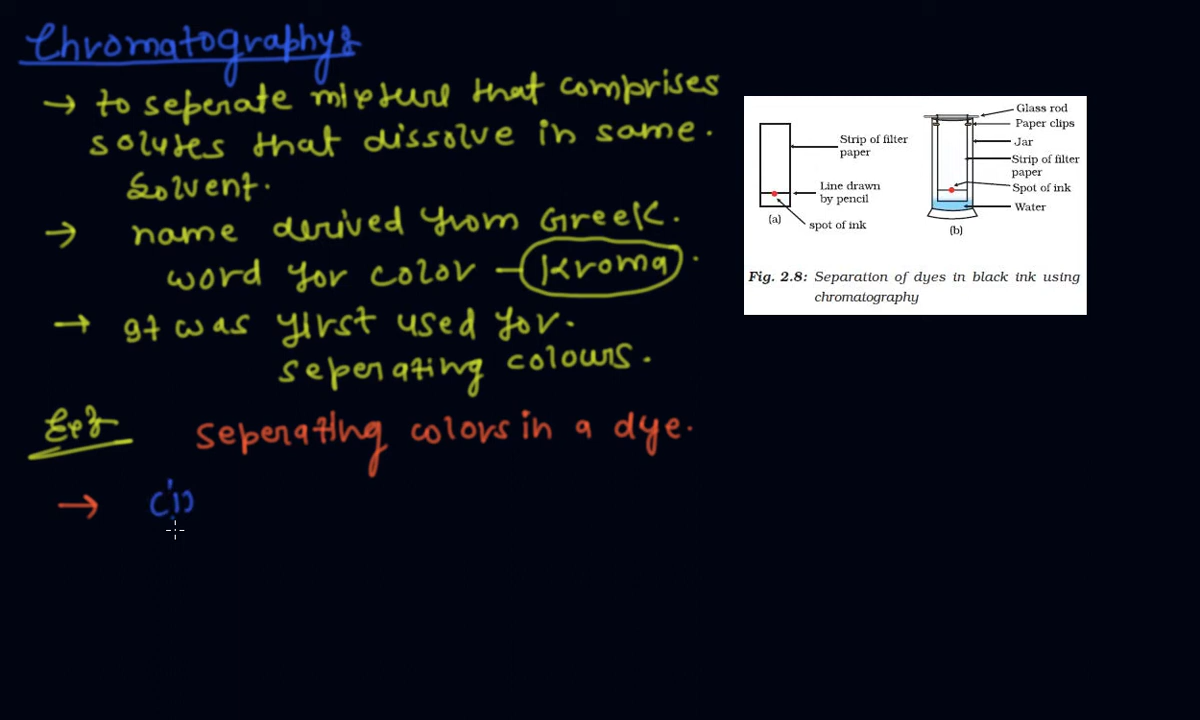 Chromatography:
→ to seperate mixture that comprises
solutes that dissolve in same.
solvent.
→ name derived from Greek.
word for color - Kroma.
→ It was first used for.
seperating colours.
Ex:
seperating colors in a dye.
→ (i)
Strip of filter
paper
Line drawn
by pencil
spot of ink
(a)
Glass rod
Paper clips
Jar
Strip of filter
paper
Spot of ink
Water
(b)
Fig. 2.8: Separation of dyes in black ink using
chromatography